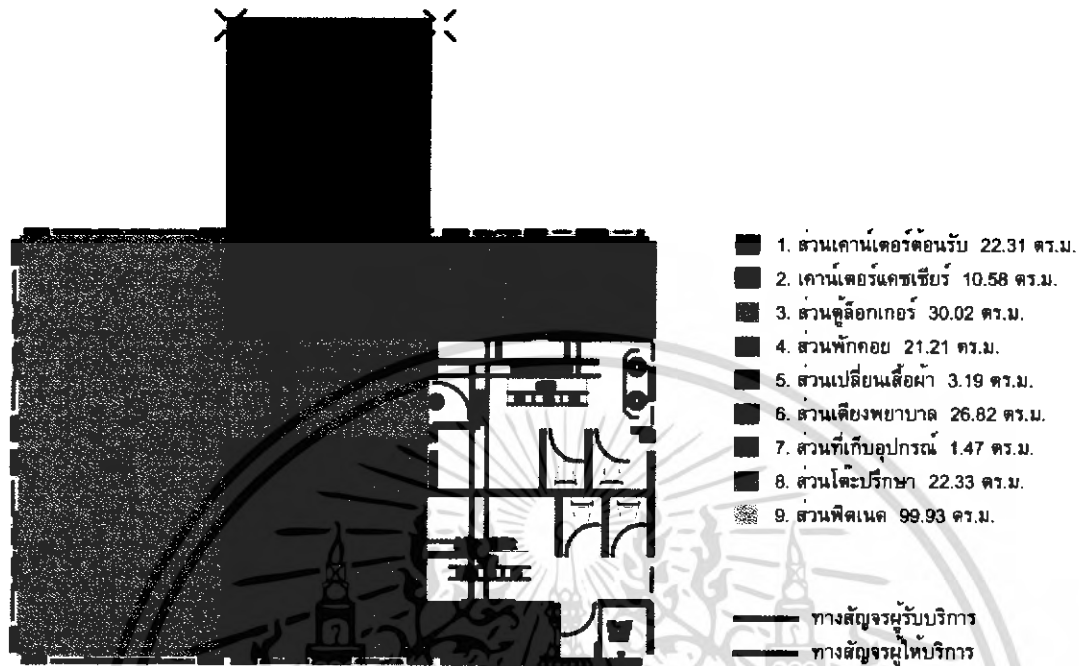 1. ส่วนเคาน์เตอร์ต้อนรับ 22.31 ตร.ม.
2. เคาน์เตอร์แคชเชียร์ 10.58 ตร.ม.
3. ส่วนตู้ล็อกเกอร์ 30.02 ตร.ม.
4. ส่วนพักคอย 21.21 ตร.ม.
5. ส่วนเปลี่ยนเสื้อผ้า 3.19 ตร.ม.
6. ส่วนเตียงพยาบาล 26.82 ตร.ม.
7. ส่วนที่เก็บอุปกรณ์ 1.47 ตร.ม.
8. ส่วนโต๊ะปรึกษา 22.33 ตร.ม.
9. ส่วนฟิตเนต 99.93 ตร.ม.
ทางสัญจรผู้รับบริการ
ทางสัญจรผู้ให้บริการ